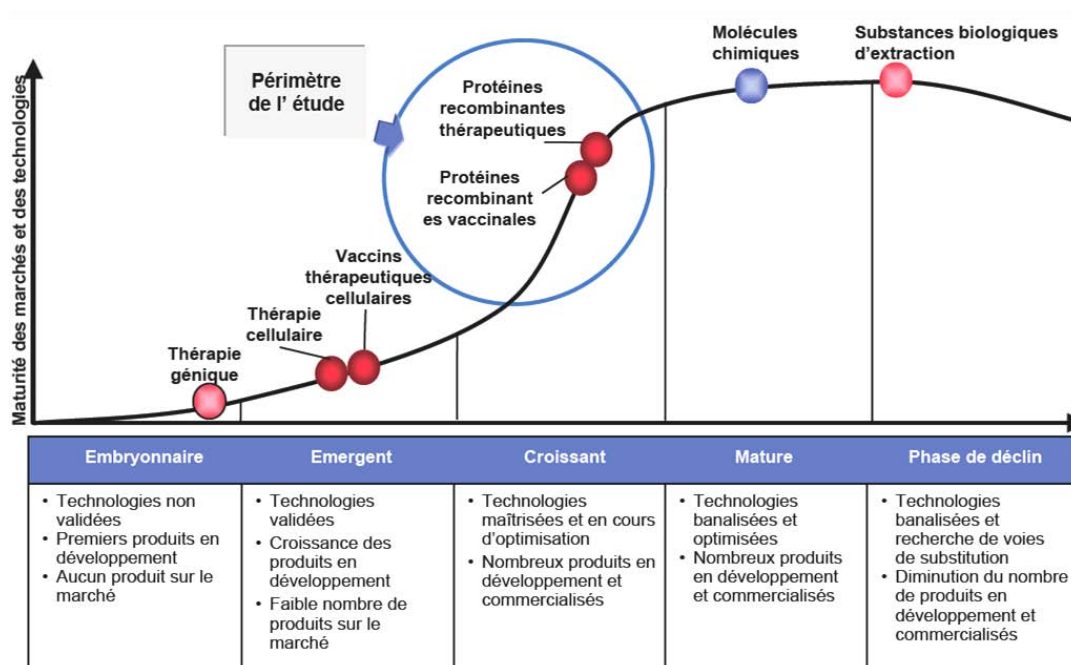 Périmètre
de l' étude
Molécules
chimiques
Substances biologiques
d'extraction
Protéines
recombinantes
thérapeutiques
Protéines
recombinant
es vaccinales
Vaccins
thérapeutiques
cellulaires
Thérapie
cellulaire
Thérapie
génique
Maturité des marchés et des technologies
Embryonnaire
Emergent
Croissant
Mature
Phase de déclin
• Technologies non
validées
• Premiers produits en
développement
• Aucun produit sur le
marché
• Technologies
validées
• Croissance des
produits en
développement
• Faible nombre de
produits sur le
marché
• Technologies
maîtrisées et en cours
d'optimisation
• Nombreux produits en
développement et
commercialisés
• Technologies
banalisées et
optimisées
• Nombreux produits
en développement
et commercialisés
• Technologies
banalisées et
recherche de voies
de substitution
• Diminution du nombre
de produits en
développement et
commercialisés